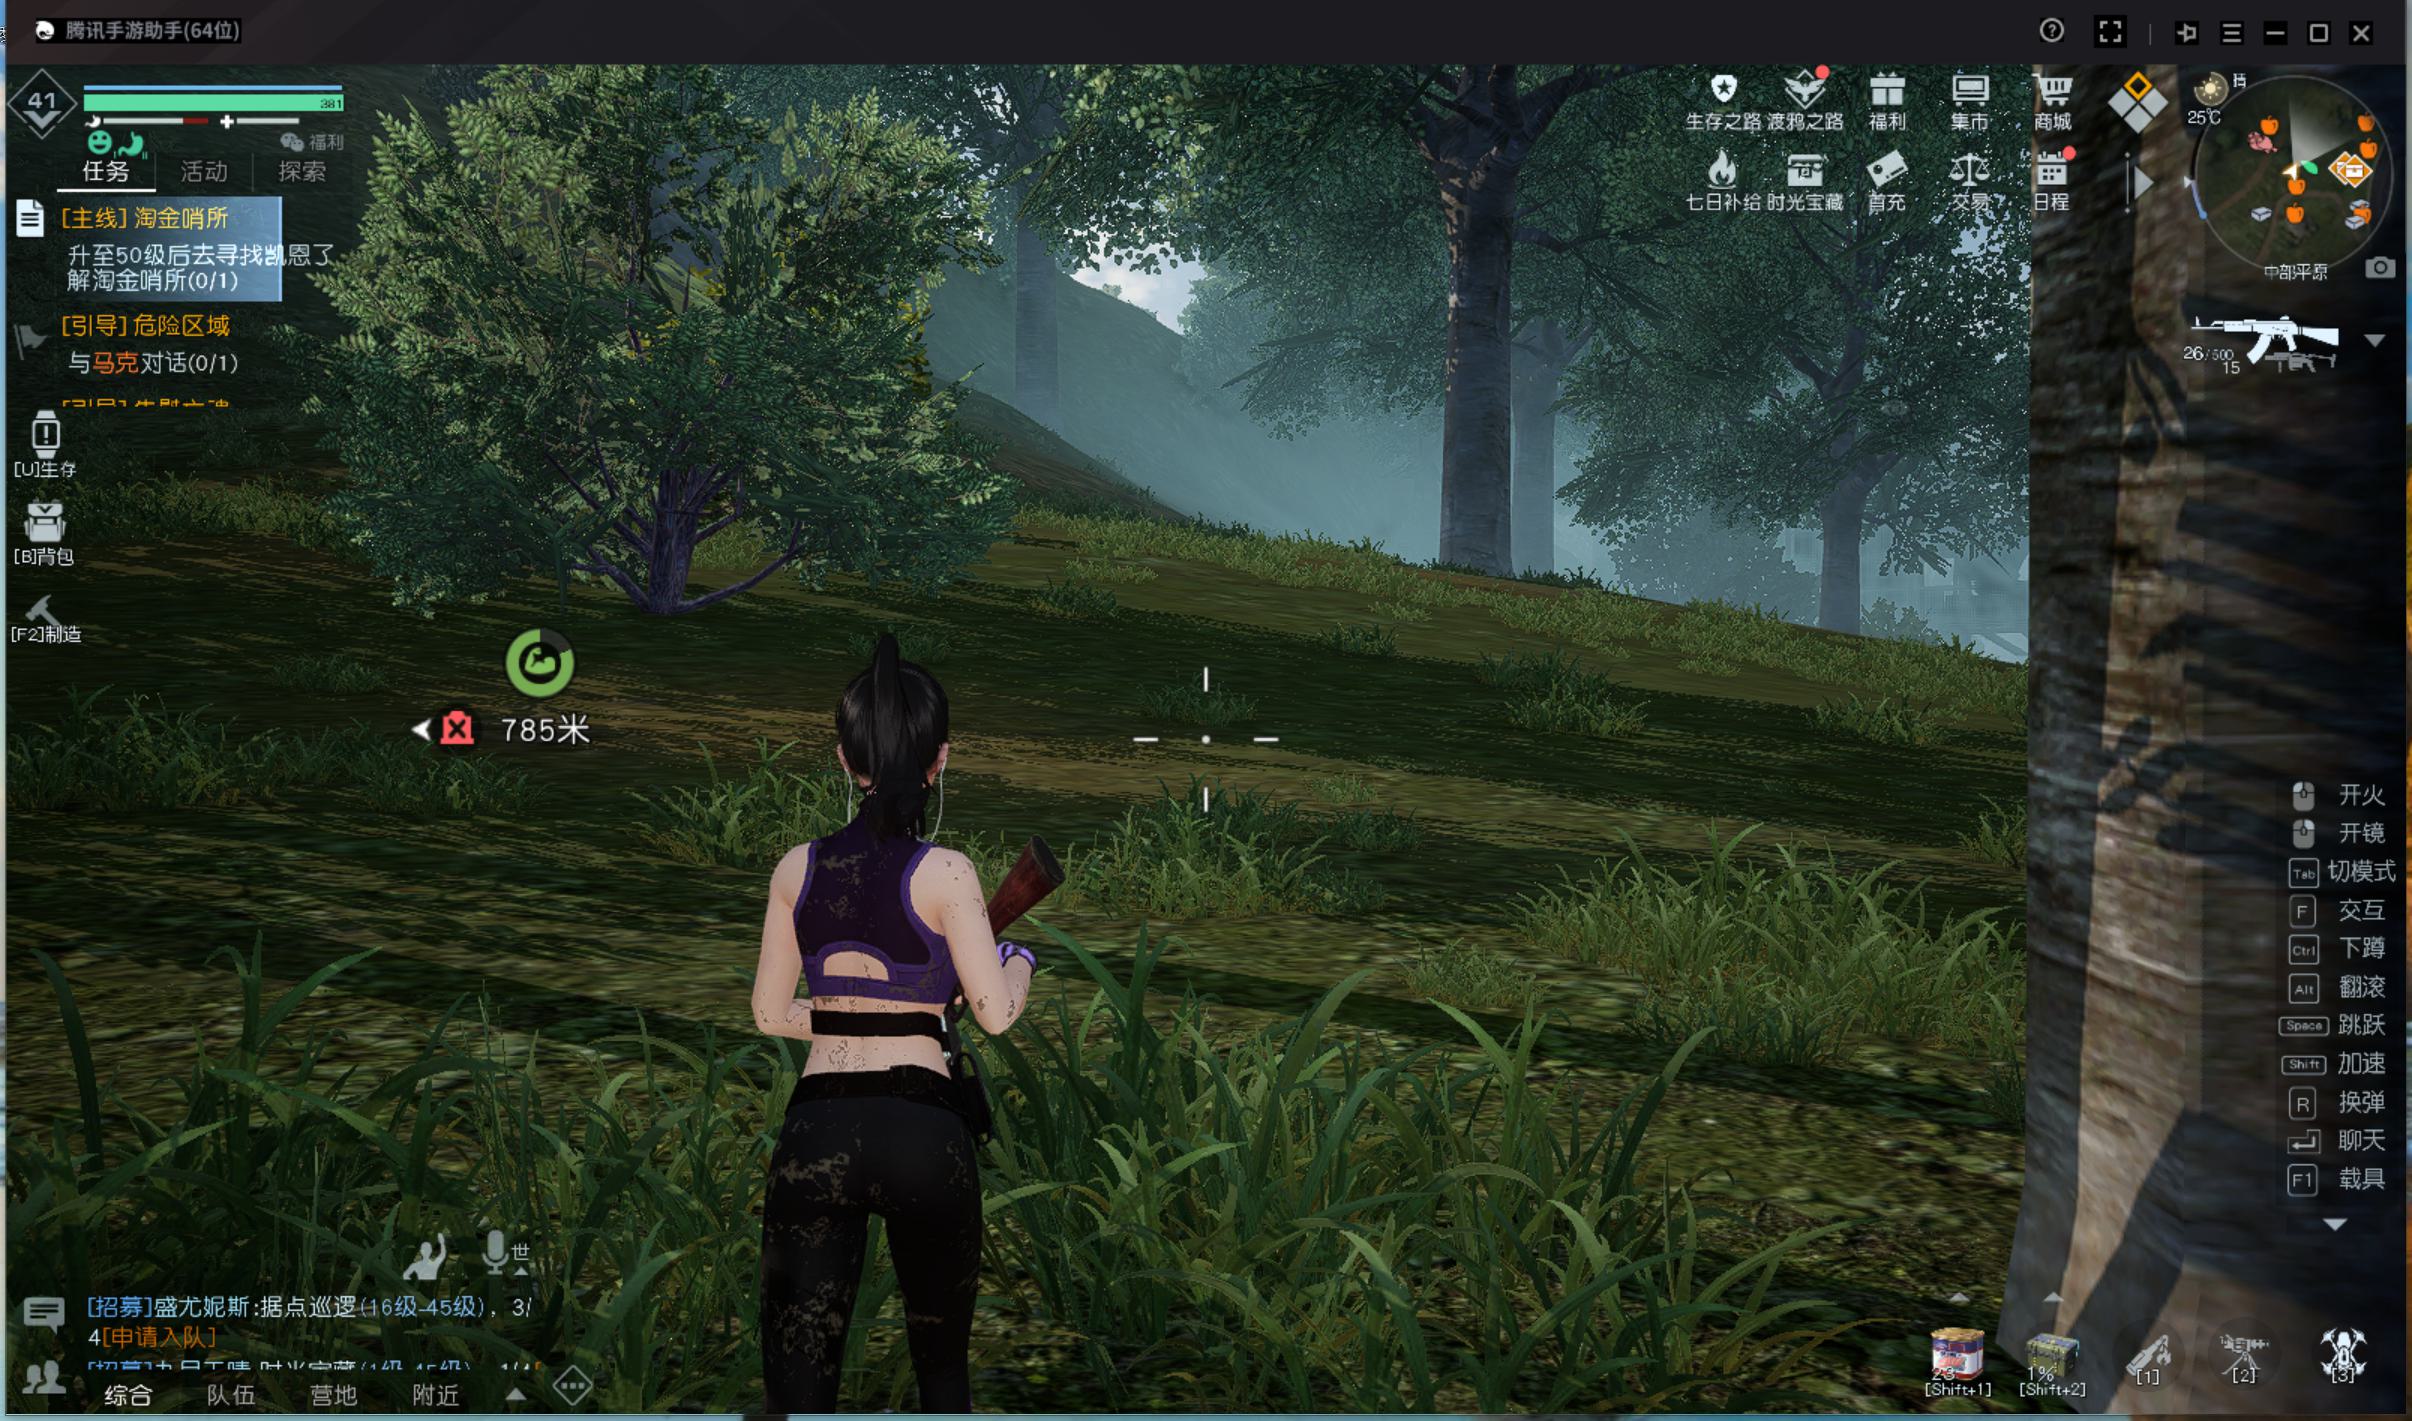 腾讯手游助手(64位)
41
381
福利
任务 活动 探索
[主线] 淘金哨所
升至50级后去寻找凯恩了
解淘金哨所(0/1)
[引导] 危险区域
与马克对话(0/1)
[U]生存
[B]背包
[F2]制造
785米
生存之路 渡鸦之路 福利 集市 商城
七日补给 时光宝藏 首充 交易 日程
晴
25℃
中部平原
26/500
15
开火
开镜
Tab 切模式
F 交互
Ctrl 下蹲
Alt 翻滚
Space 跳跃
Shift 加速
R 换弹
聊天
F1 载具
世
[招募]盛尤妮斯:据点巡逻(16级-45级)，3/
4[申请入队]
综合 队伍 营地 附近
23 1%
[Shift+1] [Shift+2] [1] [2] [3]